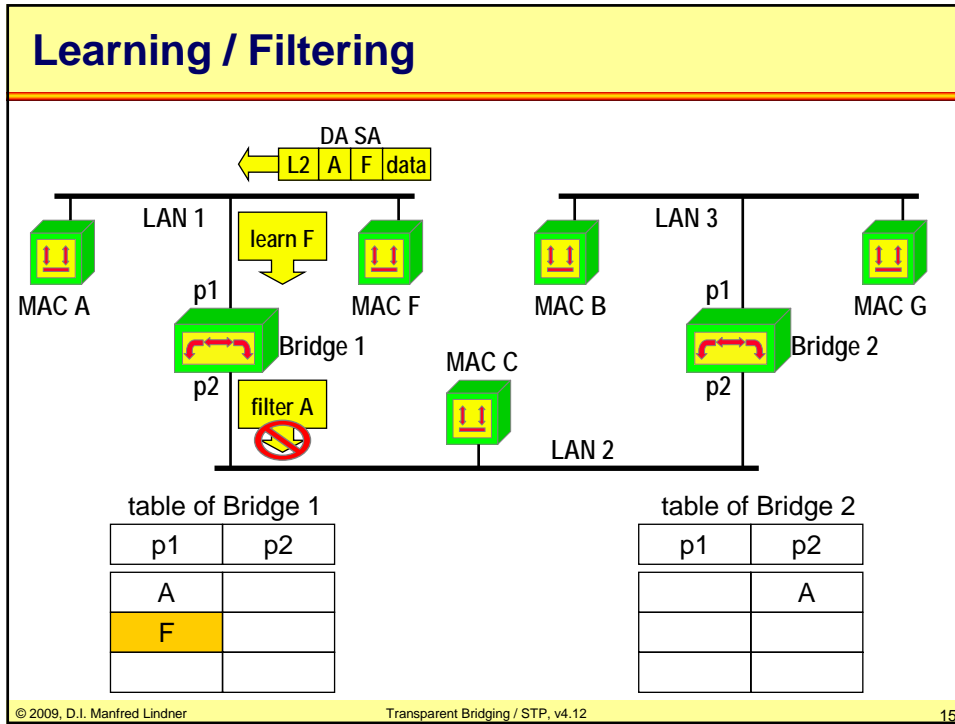 Learning / Filtering
DA SA
L2 A F data
LAN 1
LAN 3
learn F
MAC A
p1
MAC F
MAC B
p1
MAC G
Bridge 1
MAC C
Bridge 2
p2
p2
filter A
LAN 2
table of Bridge 1
table of Bridge 2
p1 p2
p1 p2
A
A
F
© 2009, D.I. Manfred Lindner
Transparent Bridging / STP, v4.12
15